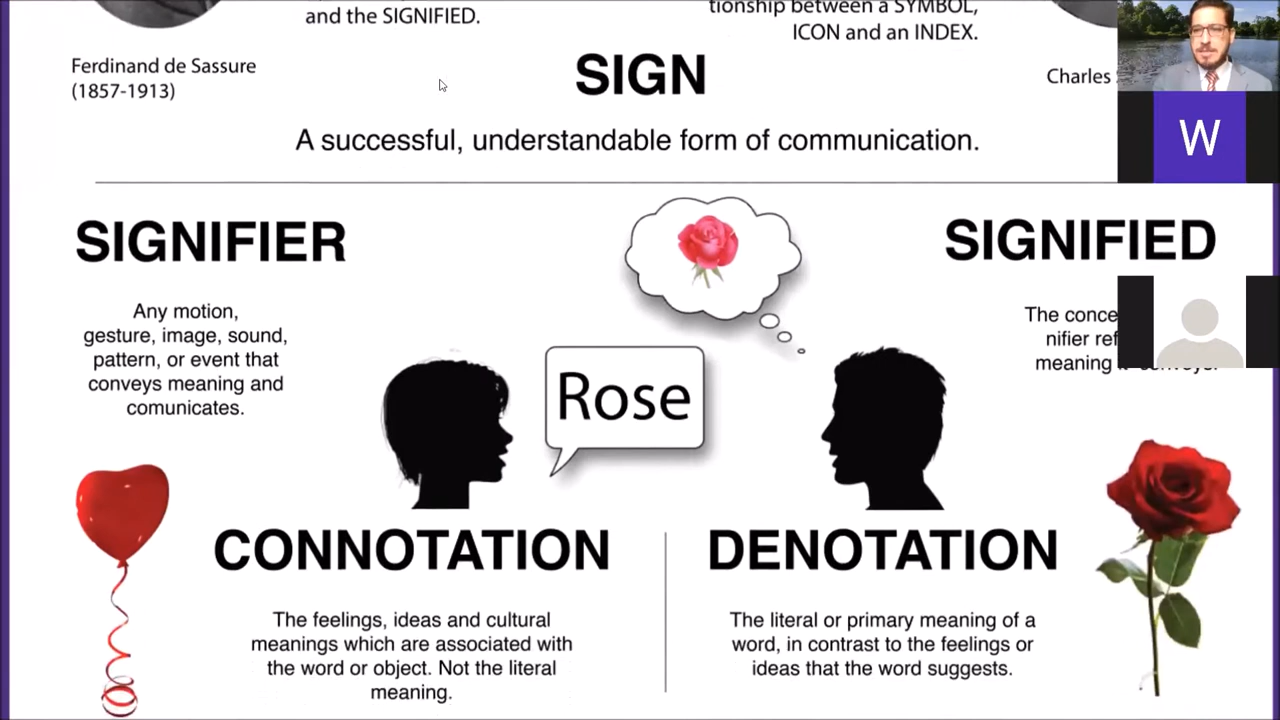 and the SIGNIFIED.
tionship between a SYMBOL,
ICON and an INDEX.
Ferdinand de Sassure
(1857-1913)
SIGN
Charles
W
A successful, understandable form of communication.
SIGNIFIER
SIGNIFIED
Any motion,
gesture, image, sound,
pattern, or event that
conveys meaning and
comunicates.
The conce
nifier ref
meaning
Rose
CONNOTATION
DENOTATION
The feelings, ideas and cultural
meanings which are associated with
the word or object. Not the literal
meaning.
The literal or primary meaning of a
word, in contrast to the feelings or
ideas that the word suggests.